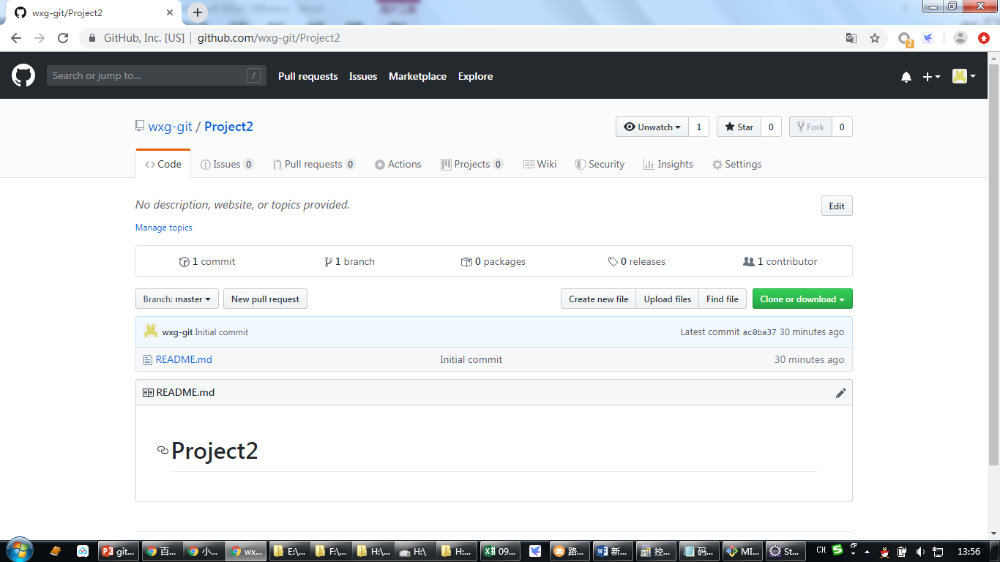 wxg-git/Project2
GitHub, Inc. [US] | github.com/wxg-git/Project2
2
Search or jump to... /
Pull requests Issues Marketplace Explore
wxg-git / Project2
Unwatch 1 Star 0 Fork 0
Code Issues 0 Pull requests 0 Actions Projects 0 Wiki Security Insights Settings
No description, website, or topics provided.
Edit
Manage topics
1 commit 1 branch 0 packages 0 releases 1 contributor
Branch: master New pull request Create new file Upload files Find file Clone or download
wxg-git Initial commit Latest commit ac0ba37 30 minutes ago
README.md Initial commit 30 minutes ago
README.md
Project2
git... 百... 小... wx... E:\... F:\... H:\... H:\ H:... 09... 路... 新... 控... 码... MI... St... CH 13:56